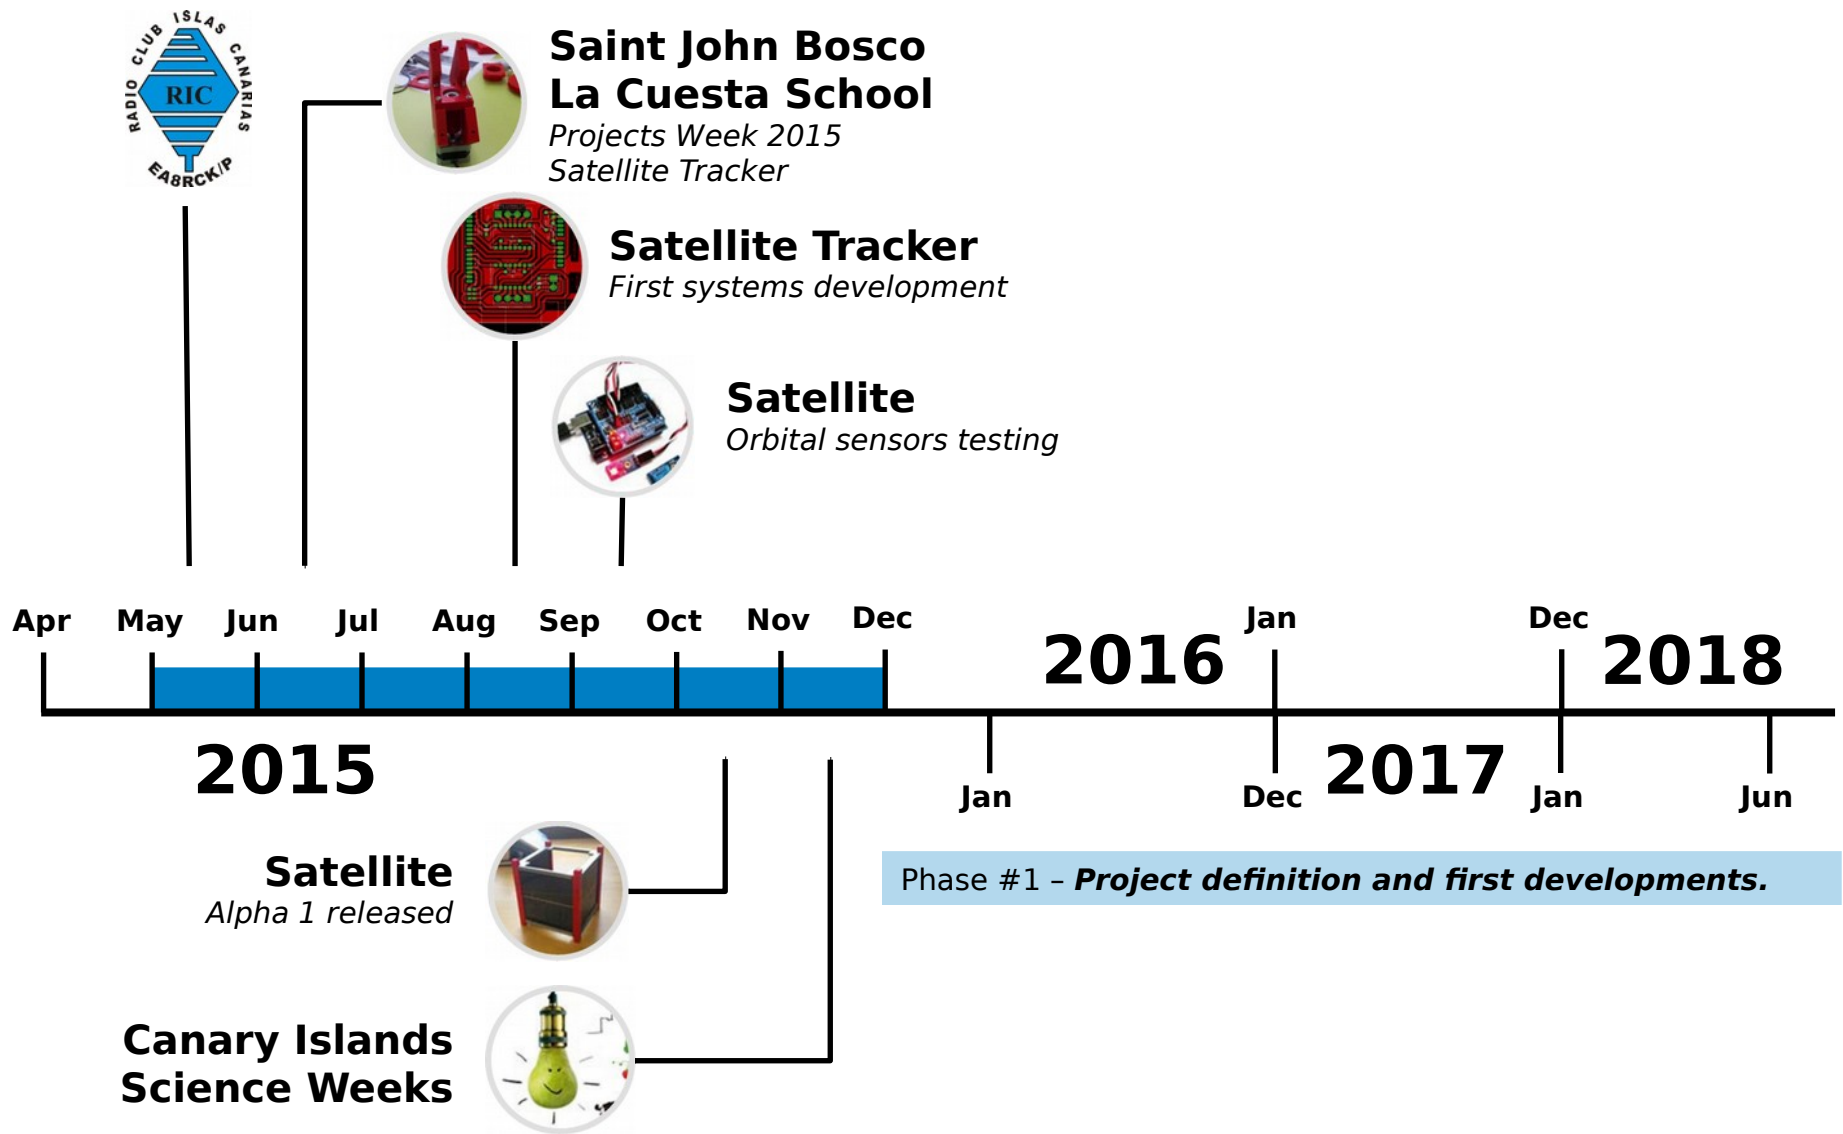 RADIO CLUB ISLAS CANARIAS
RIC
EA8RCK/P
Saint John Bosco
La Cuesta School
Projects Week 2015
Satellite Tracker
Satellite Tracker
First systems development
Satellite
Orbital sensors testing
Apr May Jun Jul Aug Sep Oct Nov Dec Jan Dec
2016 2018
2015 2017
Jan Dec Jan Jun
Satellite
Alpha 1 released
Phase #1 – Project definition and first developments.
Canary Islands
Science Weeks